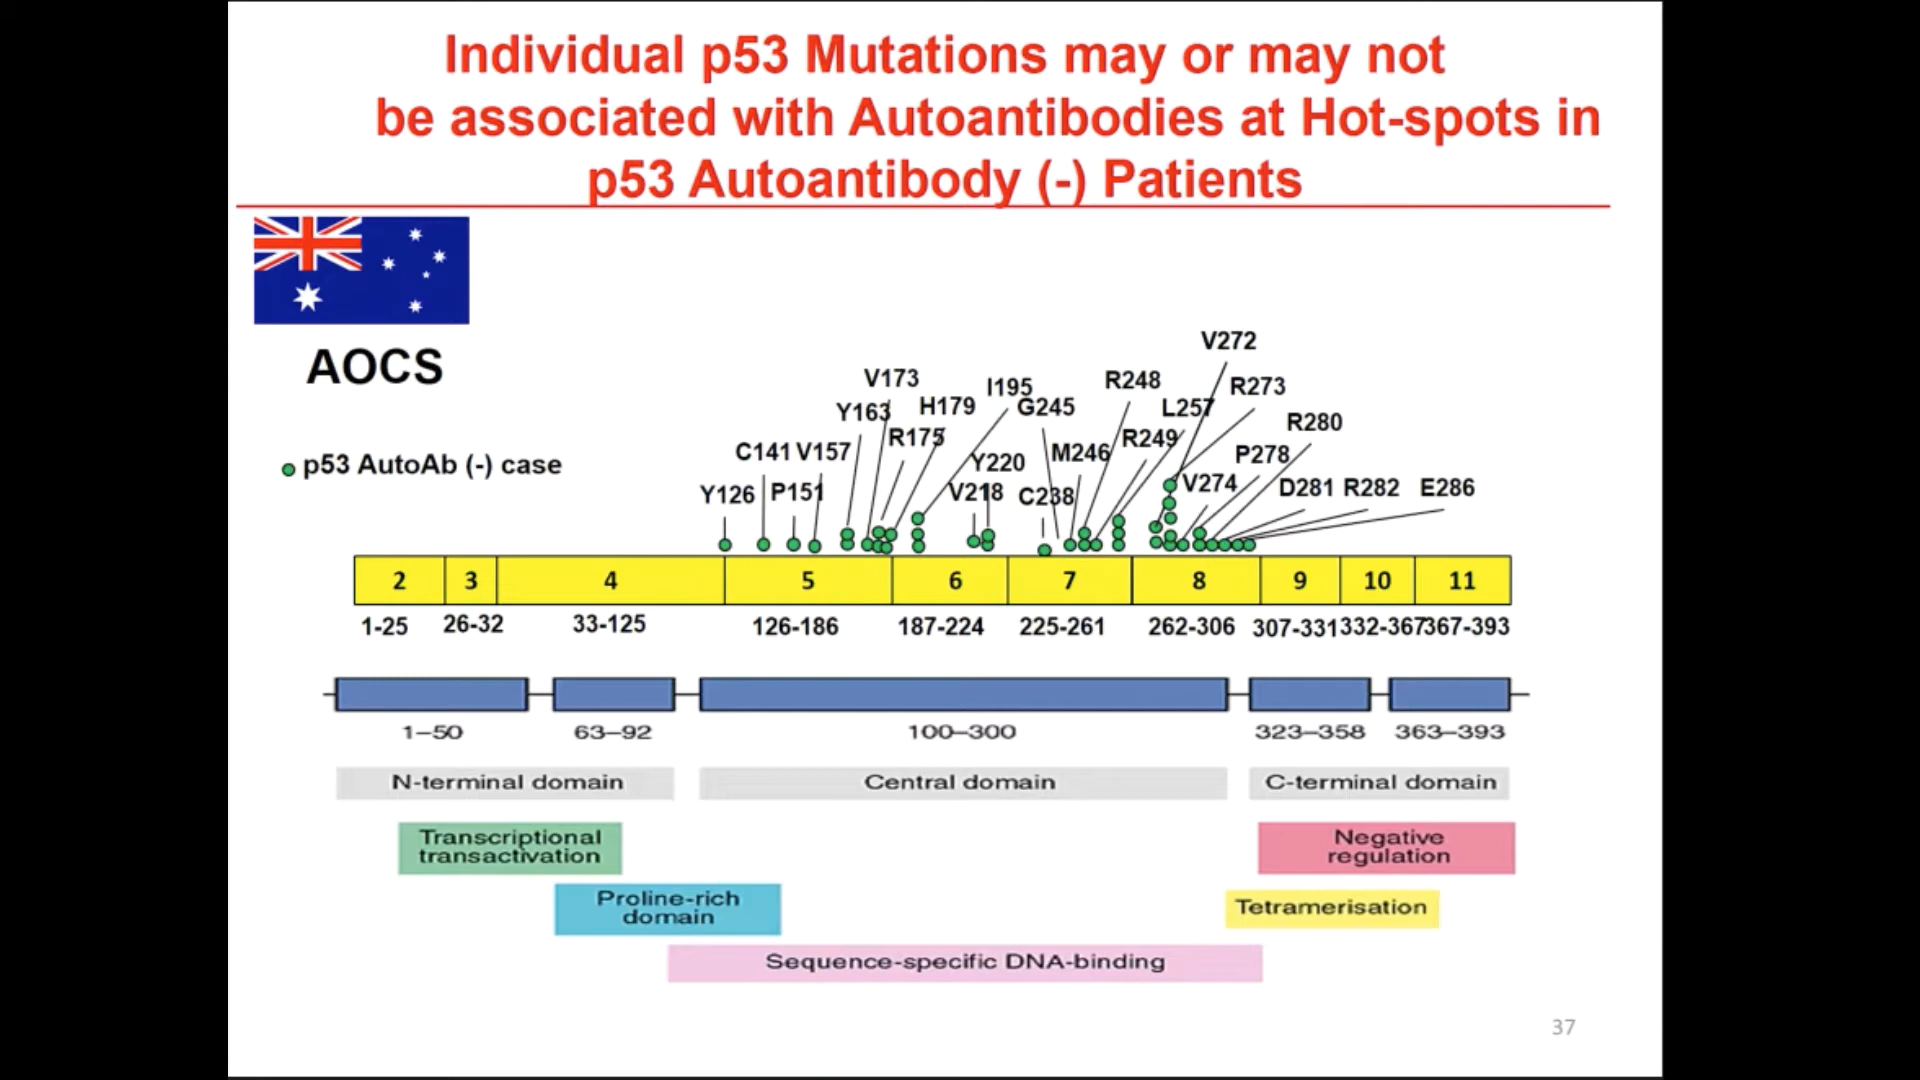 Individual p53 Mutations may or may not
be associated with Autoantibodies at Hot-spots in
p53 Autoantibody (-) Patients
AOCS
p53 AutoAb (-) case
V272
V173
I195
R248
R273
Y163
H179
G245
L257
R280
C141
V157
R175
Y220
M246
R249
P278
Y126
P151
V218
C238
V274
D281
R282
E286
2
3
4
5
6
7
8
9
10
11
1-25
26-32
33-125
126-186
187-224
225-261
262-306
307-331
332-367
367-393
1–50
63–92
100–300
323–358
363–393
N-terminal domain
Central domain
C-terminal domain
Transcriptional
transactivation
Negative
regulation
Proline-rich
domain
Tetramerisation
Sequence-specific DNA-binding
37